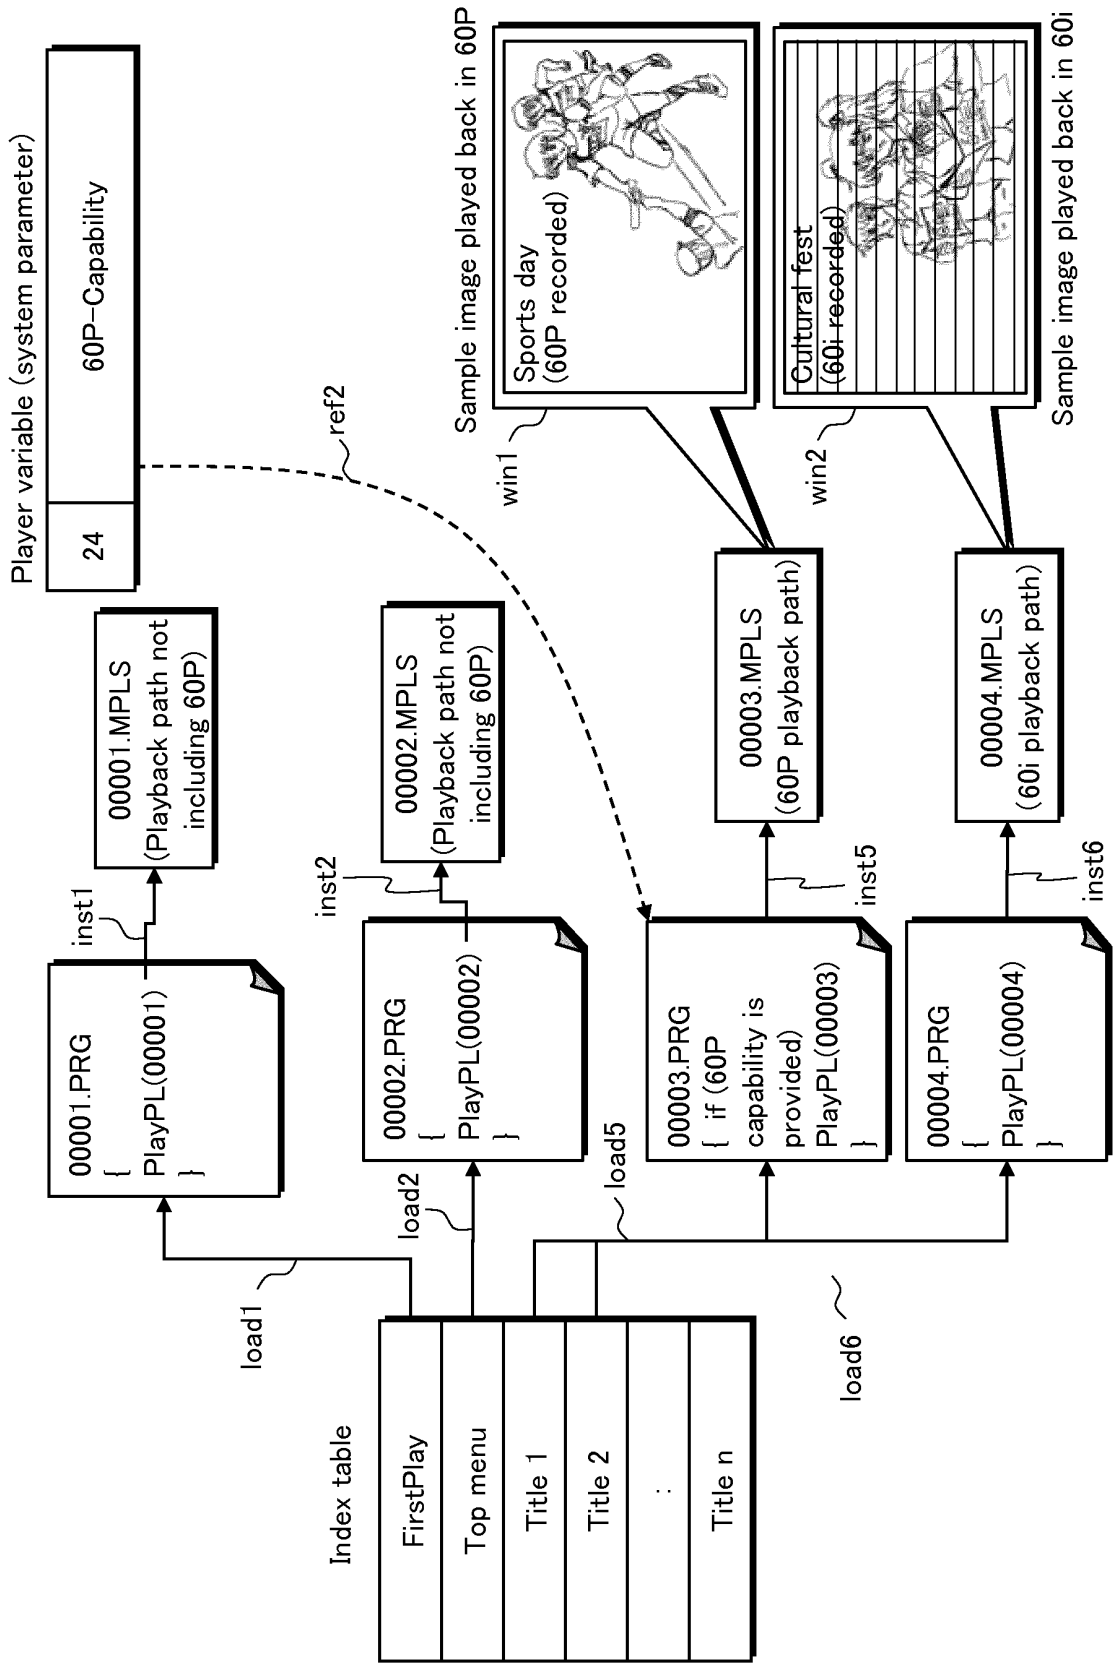 Player variable (system parameter)
24
60P-Capability
ref2
00001.PRG
{
PlayPL(00001)
}
inst1
00001.MPLS
(Playback path not
including 60P)
load1
Index table
FirstPlay
Top menu
Title 1
Title 2
:
Title n
load2
00002.PRG
{
PlayPL(00002)
}
inst2
00002.MPLS
(Playback path not
including 60P)
load5
00003.PRG
{ if (60P
capability is
provided)
PlayPL(00003)
}
inst5
00003.MPLS
(60P playback path)
win1
Sample image played back in 60P
Sports day
(60P recorded)
load6
00004.PRG
{
PlayPL(00004)
}
inst6
00004.MPLS
(60i playback path)
win2
Cultural fest
(60i recorded)
Sample image played back in 60i